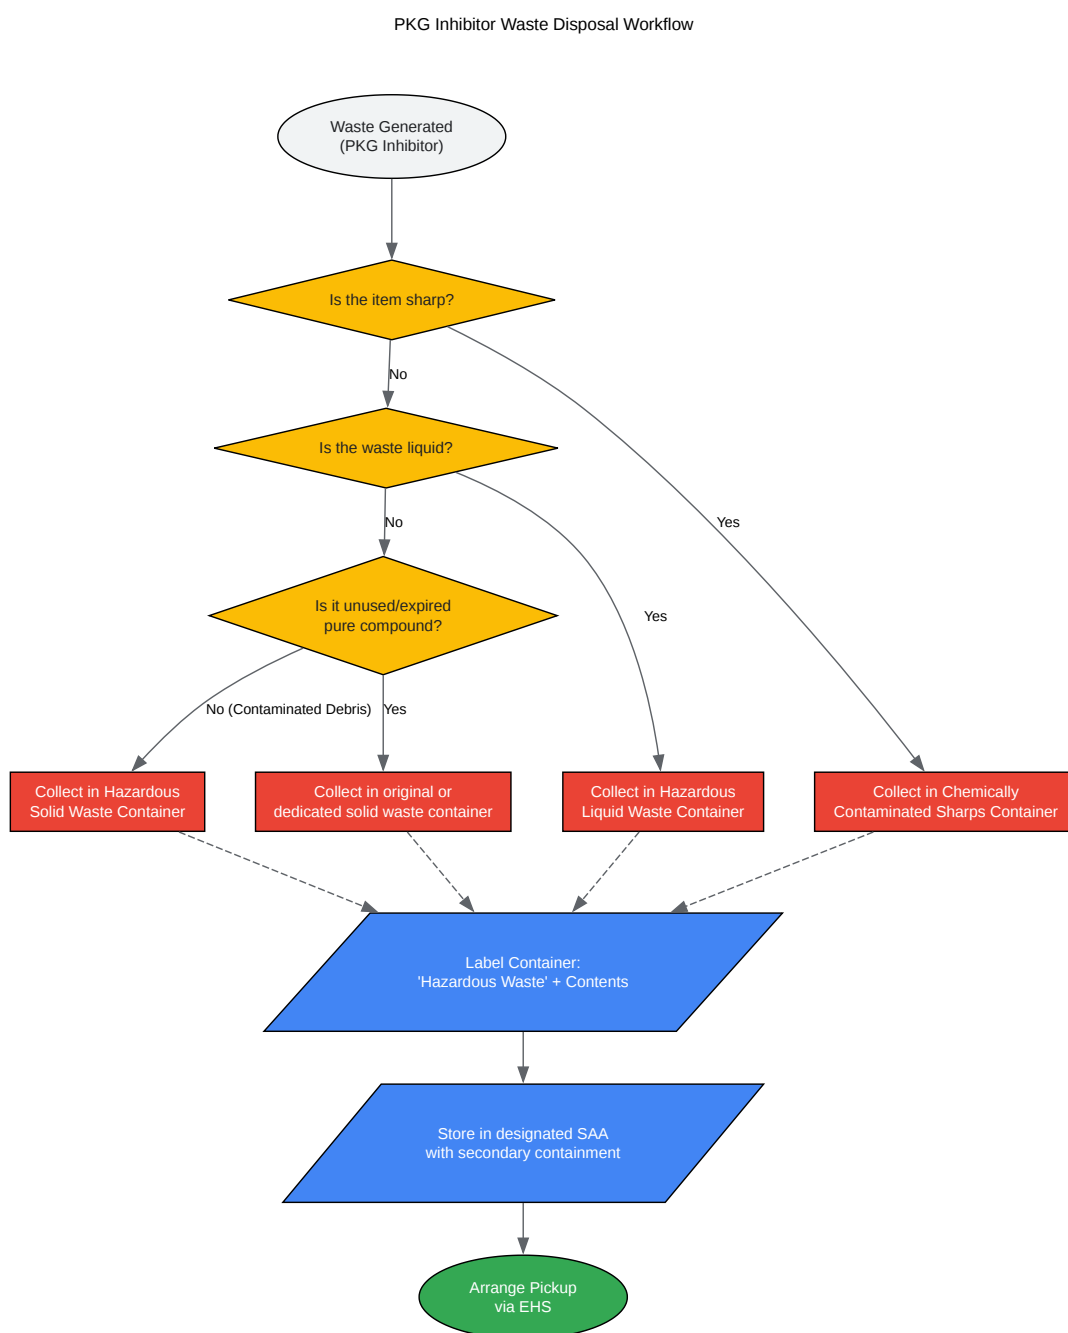 PKG Inhibitor Waste Disposal Workflow
Waste Generated
(PKG Inhibitor)
Is the item sharp?
No
Is the waste liquid?
No
Yes
Is it unused/expired
pure compound?
Yes
No (Contaminated Debris)
Yes
Collect in Hazardous
Solid Waste Container
Collect in original or
dedicated solid waste container
Collect in Hazardous
Liquid Waste Container
Collect in Chemically
Contaminated Sharps Container
Label Container:
'Hazardous Waste' + Contents
Store in designated SAA
with secondary containment
Arrange Pickup
via EHS